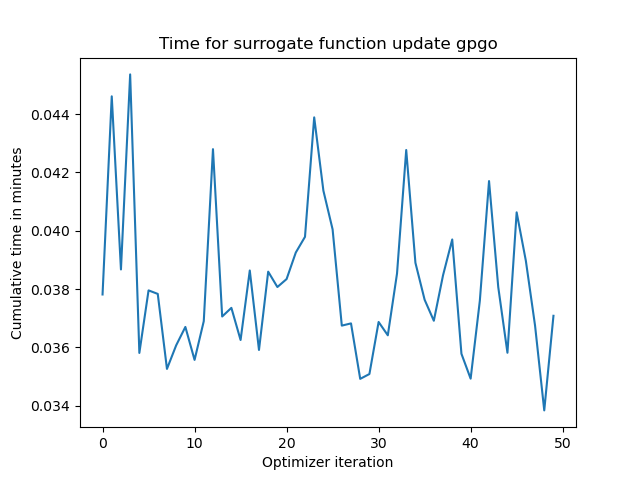 Time for surrogate function update gpgo
Cumulative time in minutes
0.044
0.042
0.040
0.038
0.036
0.034
0 10 20 30 40 50
Optimizer iteration